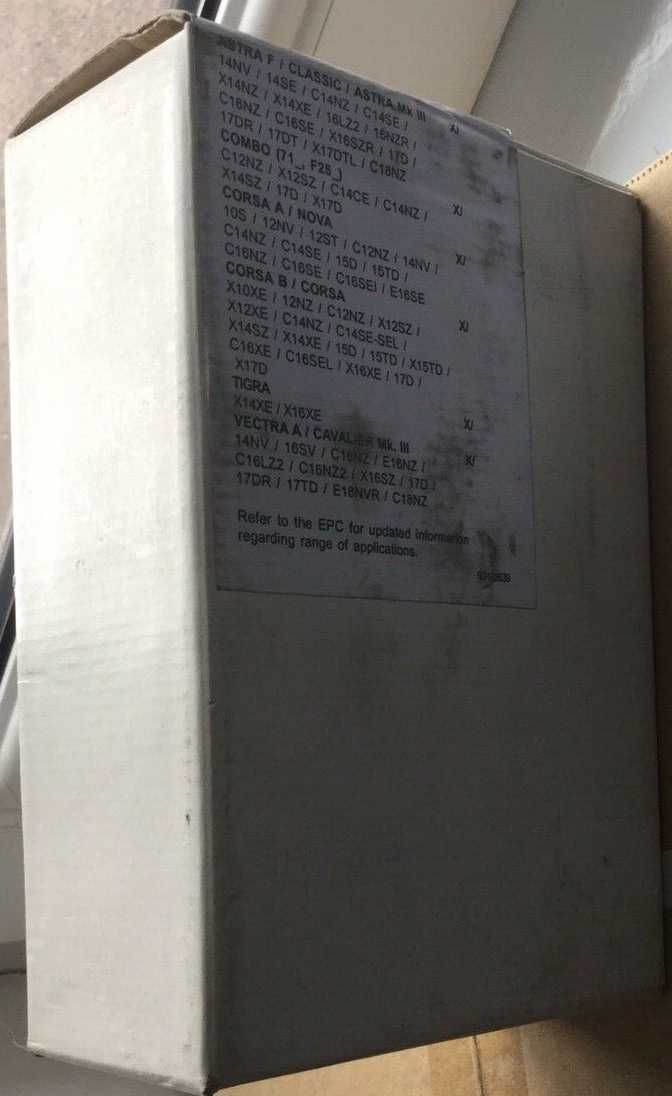 ASTRA F / CLASSIC / ASTRA Mk III X/
14NV / 14SE / C14NZ / C14SE /
X14NZ / X14XE / 16LZ2 / 16NZR /
C16NZ / C16SE / X16SZR / 17D /
17DR / 17DT / X17DTL / C18NZ
COMBO (71_, F25_) X/
C12NZ / X12SZ / C14CE / C14NZ /
X14SZ / 17D / X17D
CORSA A / NOVA X/
10S / 12NV / 12ST / C12NZ / 14NV /
C14NZ / C14SE / 15D / 15TD /
C16NZ / C16SE / C16SEI / E16SE
CORSA B / CORSA X/
X10XE / 12NZ / C12NZ / X12SZ /
X12XE / C14NZ / C14SE-SEL /
X14SZ / X14XE / 15D / 15TD / X15TD /
C16XE / C16SEL / X16XE / 17D /
X17D
TIGRA X/
X14XE / X16XE
VECTRA A / CAVALIER Mk. III X/
14NV / 16SV / C16NZ / E16NZ /
C16LZ2 / C16NZ2 / X16SZ / 17D /
17DR / 17TD / E18NVR / C18NZ
Refer to the EPC for updated information
regarding range of applications.